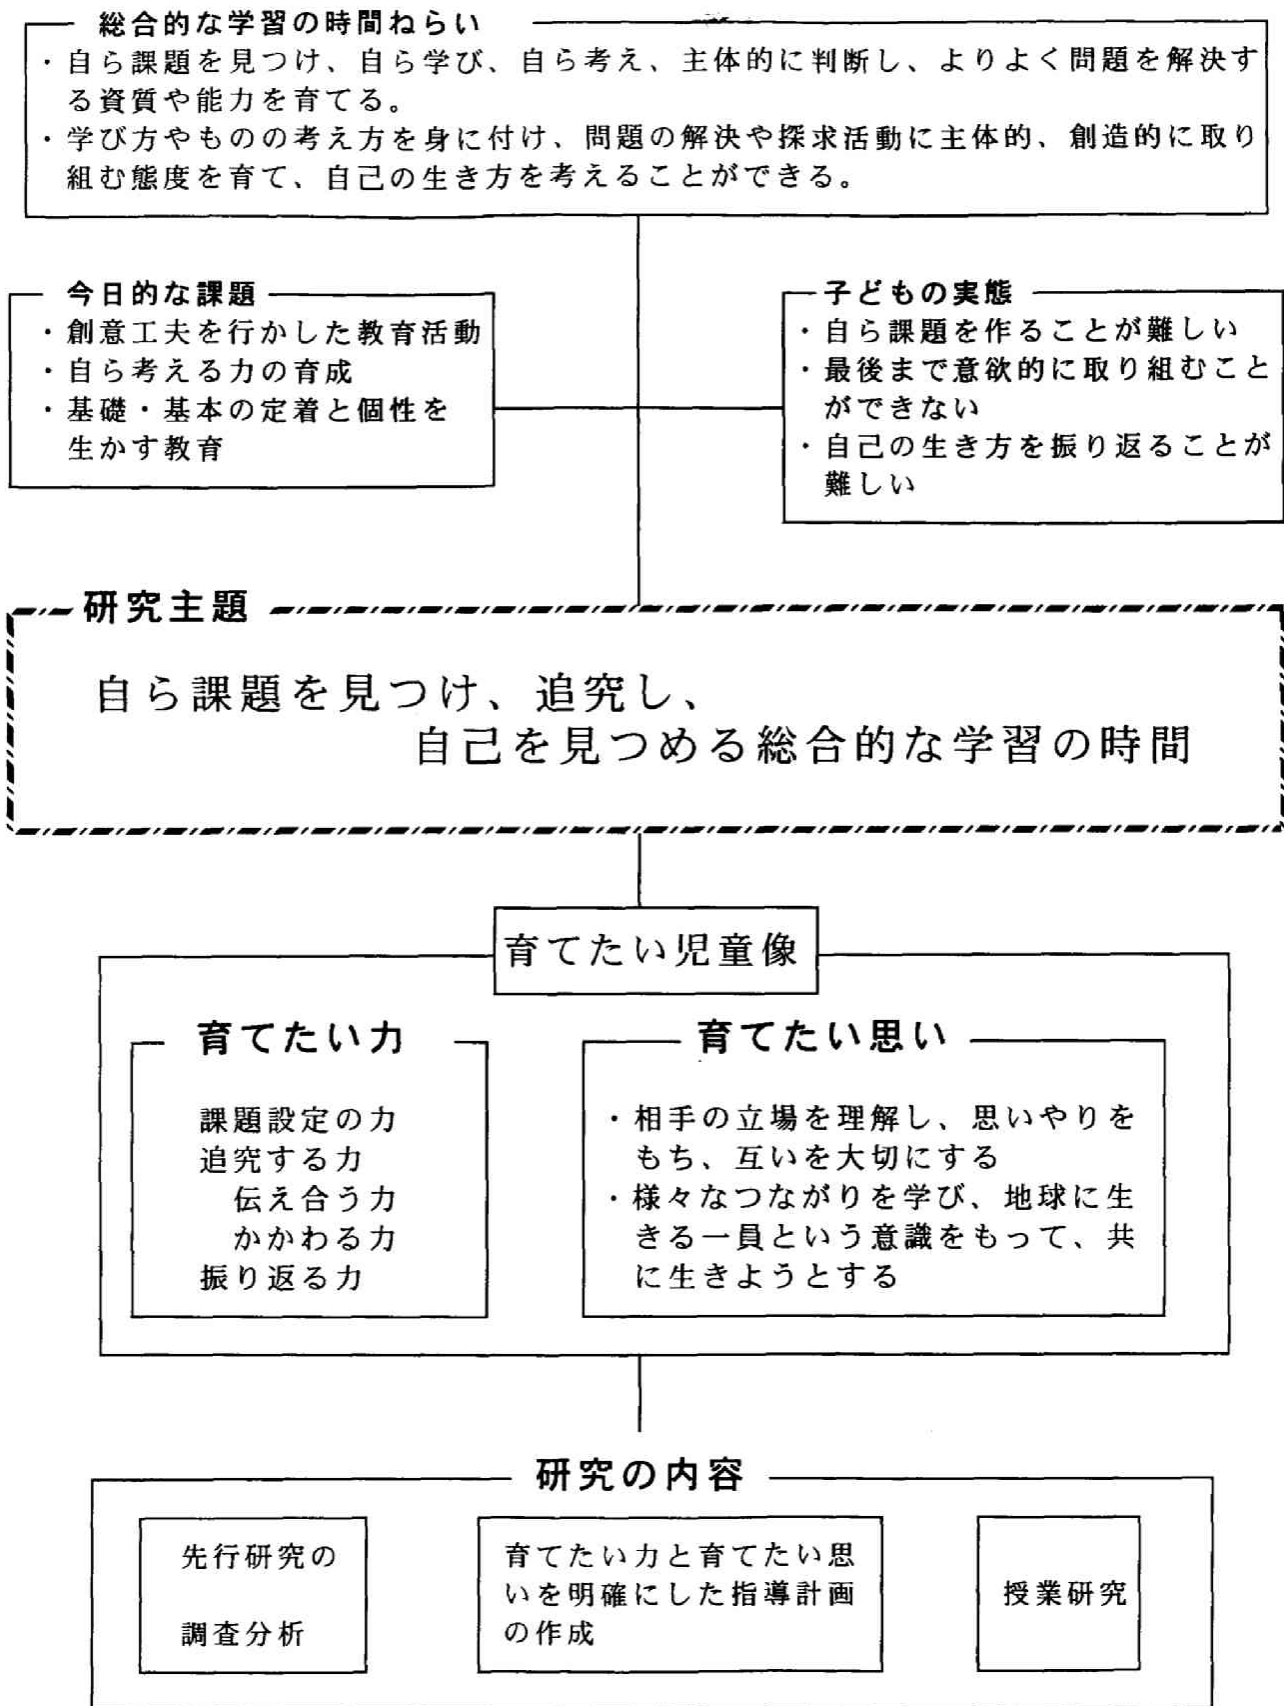 総合的な学習の時間ねらい
・自ら課題を見つけ、自ら学び、自ら考え、主体的に判断し、よりよく問題を解決す
る資質や能力を育てる。
・学び方やものの考え方を身に付け、問題の解決や探求活動に主体的、創造的に取り
組む態度を育て、自己の生き方を考えることができる。
今日的な課題
・創意工夫を行かした教育活動
・自ら考える力の育成
・基礎・基本の定着と個性を
生かす教育
子どもの実態
・自ら課題を作ることが難しい
・最後まで意欲的に取り組むこと
ができない
・自己の生き方を振り返ることが
難しい
研究主題
自ら課題を見つけ、追究し、
自己を見つめる総合的な学習の時間
育てたい児童像
育てたい力
課題設定の力
追究する力
伝え合う力
かかわる力
振り返る力
育てたい思い
・相手の立場を理解し、思いやりを
もち、互いを大切にする
・様々なつながりを学び、地球に生
きる一員という意識をもって、共
に生きようとする
研究の内容
先行研究の
調査分析
育てたい力と育てたい思
いを明確にした指導計画
の作成
授業研究